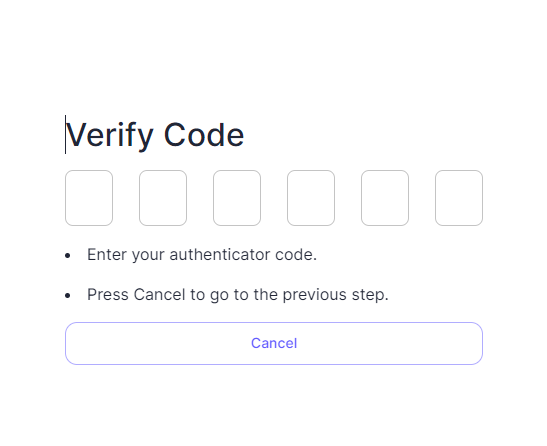 Verify Code
Enter your authenticator code.
Press Cancel to go to the previous step.
Cancel